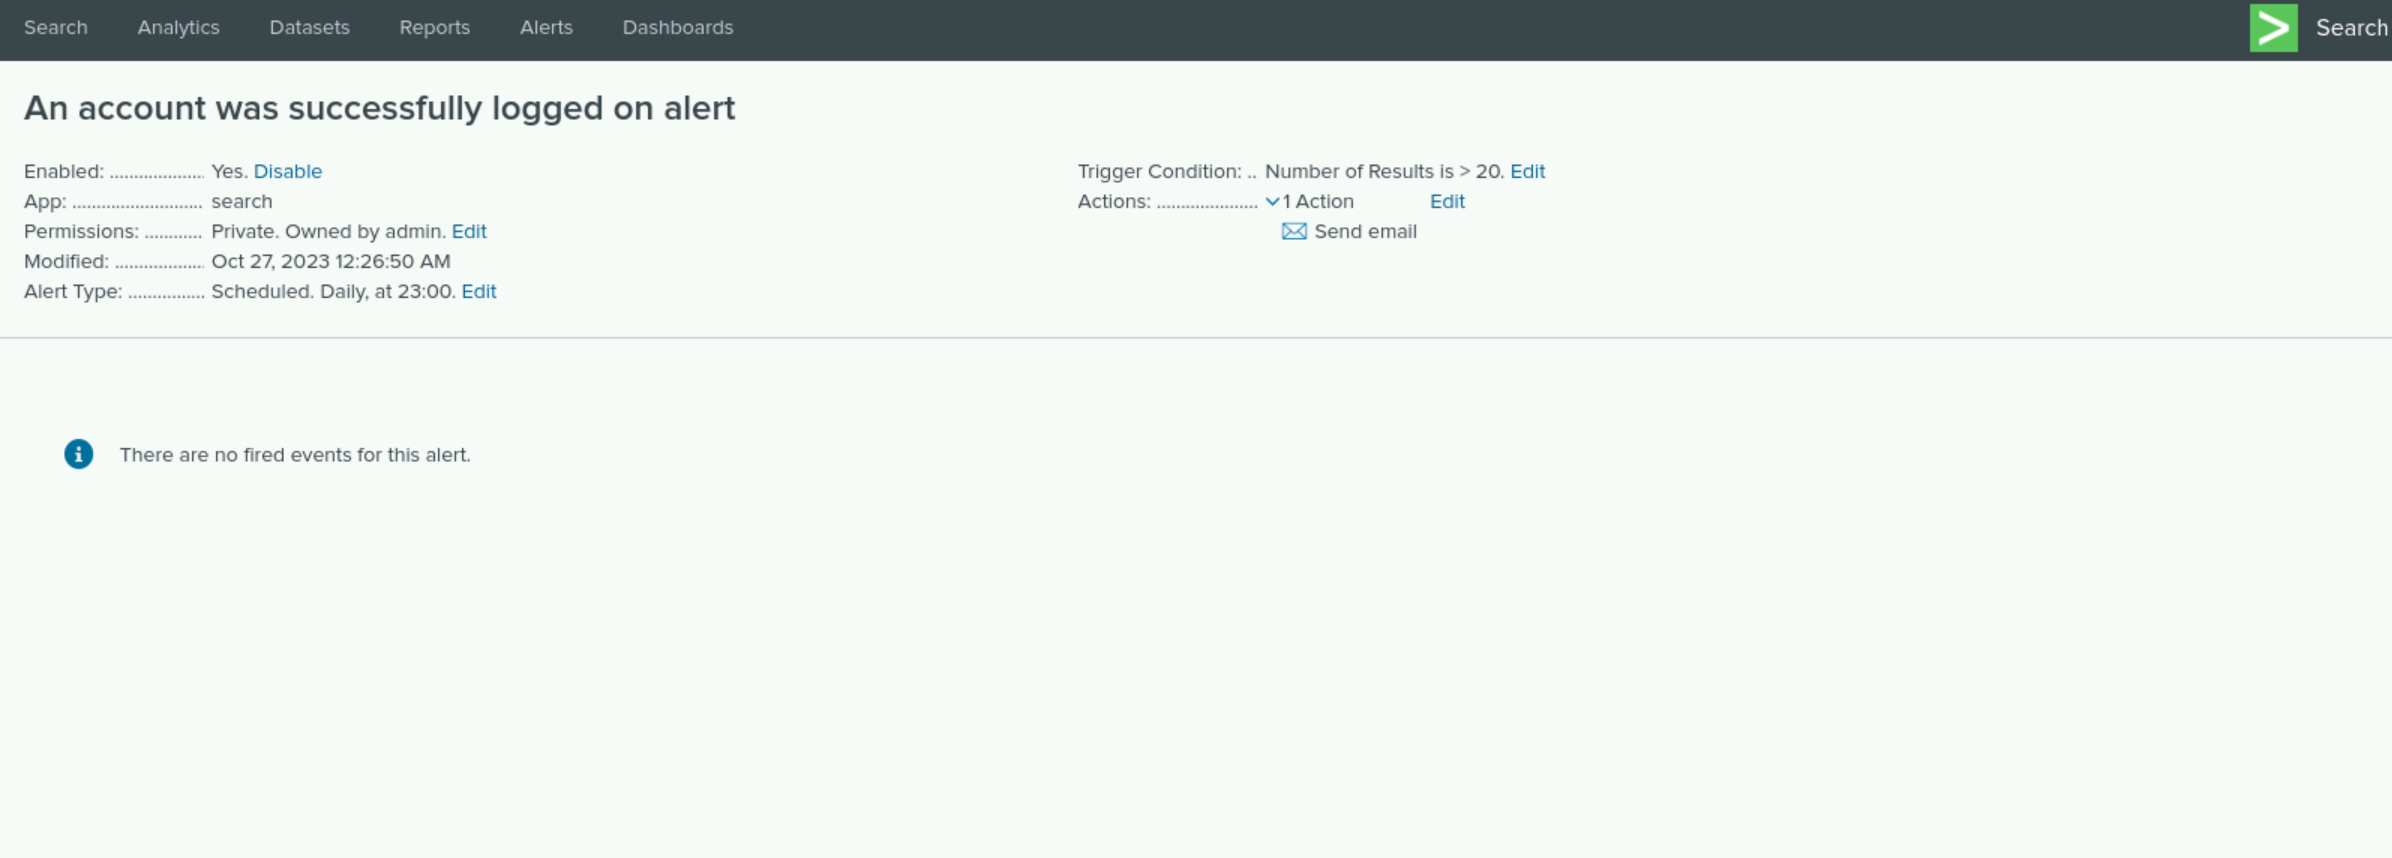 Search Analytics Datasets Reports Alerts Dashboards Search
An account was successfully logged on alert
Enabled: ................... Yes. Disable
App: ........................... search
Permissions: ............ Private. Owned by admin. Edit
Modified: .................. Oct 27, 2023 12:26:50 AM
Alert Type: ................ Scheduled. Daily, at 23:00. Edit
Trigger Condition: .. Number of Results is > 20. Edit
Actions: ..................... 1 Action Edit
Send email
There are no fired events for this alert.